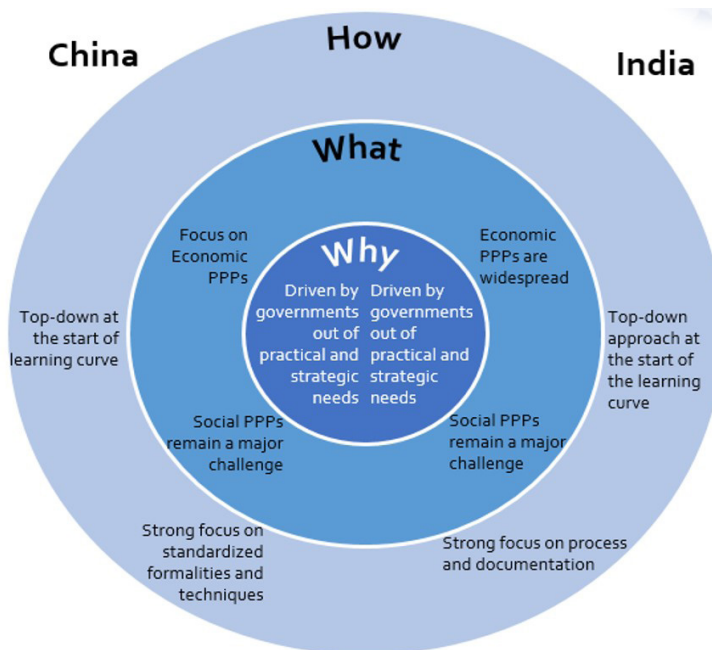 China
How
India
What
Focus on
Economic
PPPs
Economic
PPPs are
widespread
Why
Driven by
governments
out of
practical and
strategic
needs
Driven by
governments
out of
practical and
strategic
needs
Top-down at
the start of
learning curve
Top-down
approach at
the start of
the learning
curve
Social PPPs
remain a major
challenge
Social PPPs
remain a major
challenge
Strong focus on
standardized
formalities and
techniques
Strong focus on process
and documentation